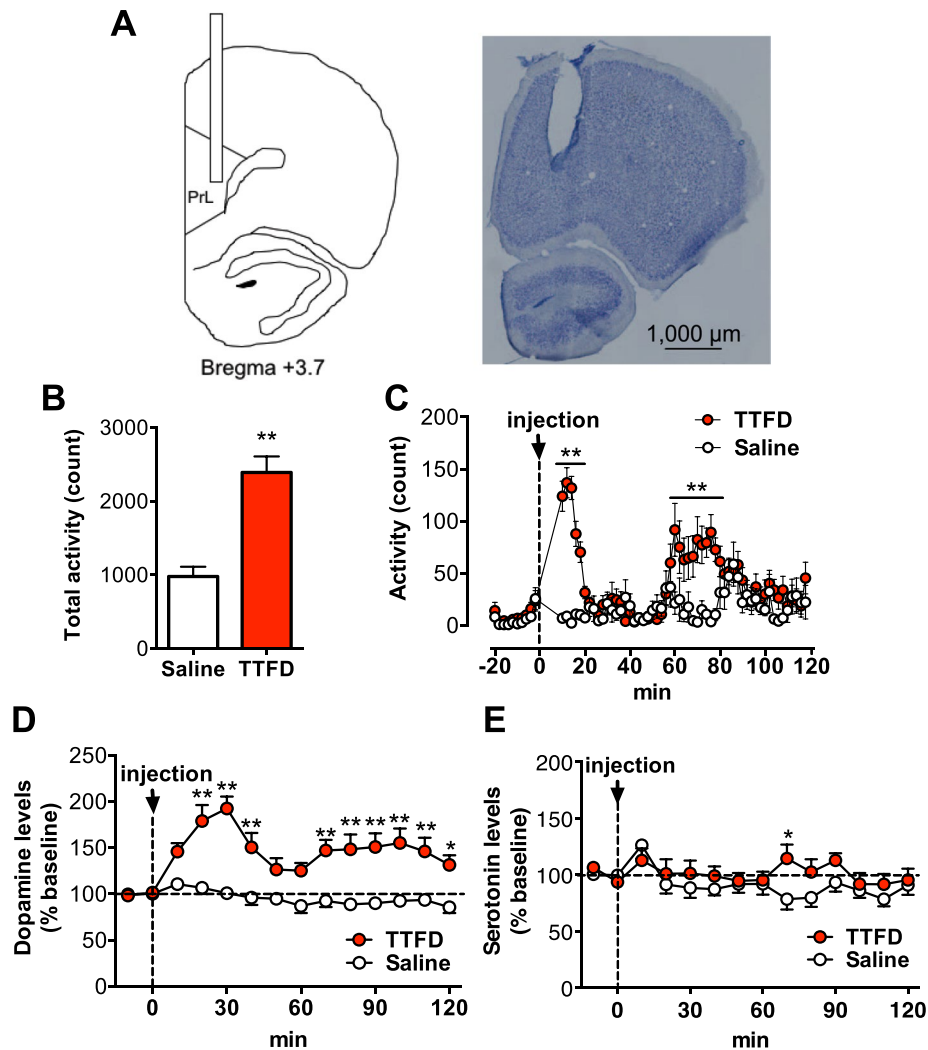 A
PrL
Bregma +3.7
1,000 µm
B
Total activity (count)
3000
2000
1000
0
**
Saline
TTFD
C
Activity (count)
200
150
100
50
0
injection
**
**
TTFD
Saline
-20 0 20 40 60 80 100 120
min
D
Dopamine levels
(% baseline)
250
200
150
100
50
0
injection
** ** ** ** ** ** ** ** *
TTFD
Saline
0 30 60 90 120
min
E
Serotonin levels
(% baseline)
200
150
100
50
0
injection
*
TTFD
Saline
0 30 60 90 120
min